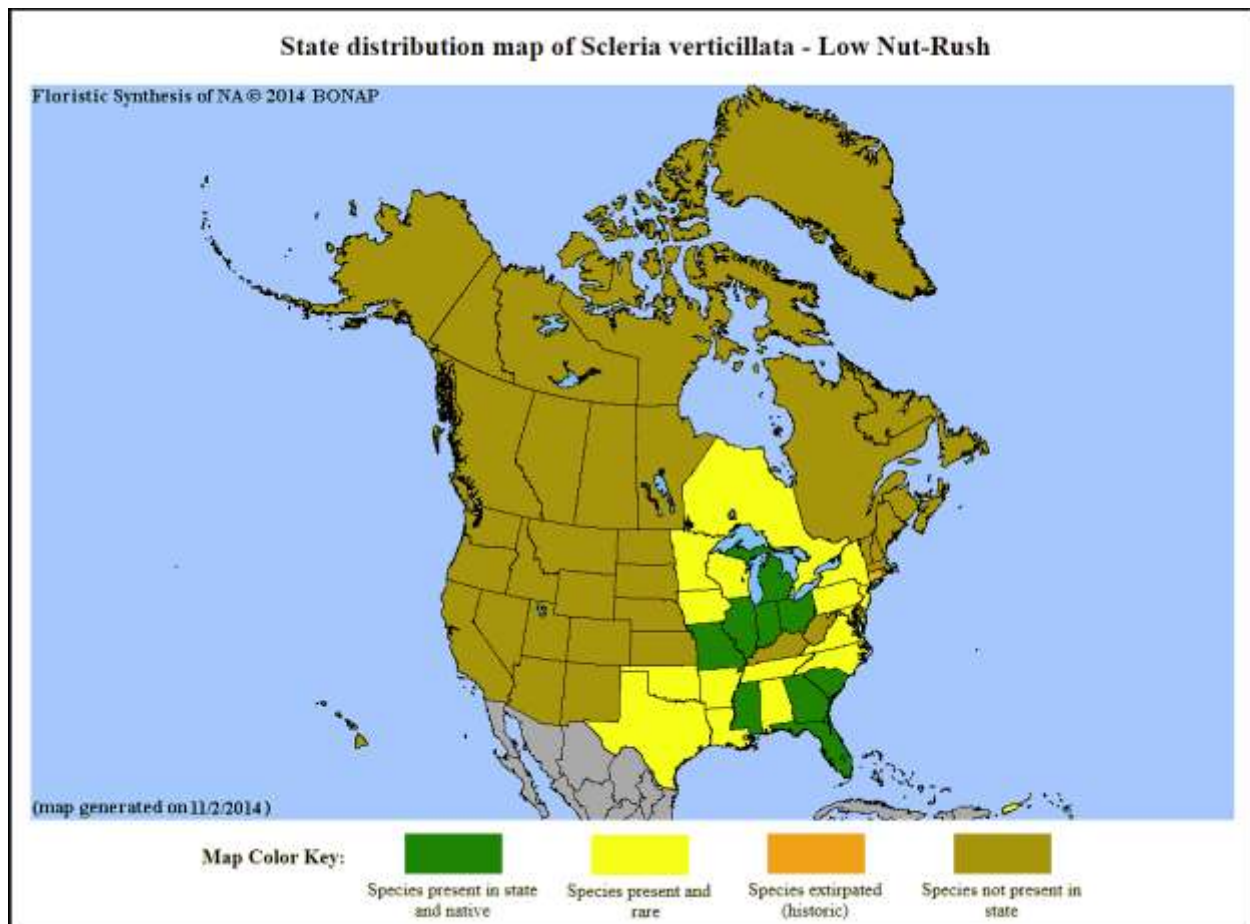 State distribution map of Scleria verticillata - Low Nut-Rush
Floristic Synthesis of NA © 2014 BONAP
(map generated on 11/2/2014)
Map Color Key:
Species present in state
and native
Species present and
rare
Species extirpated
(historic)
Species not present in
state